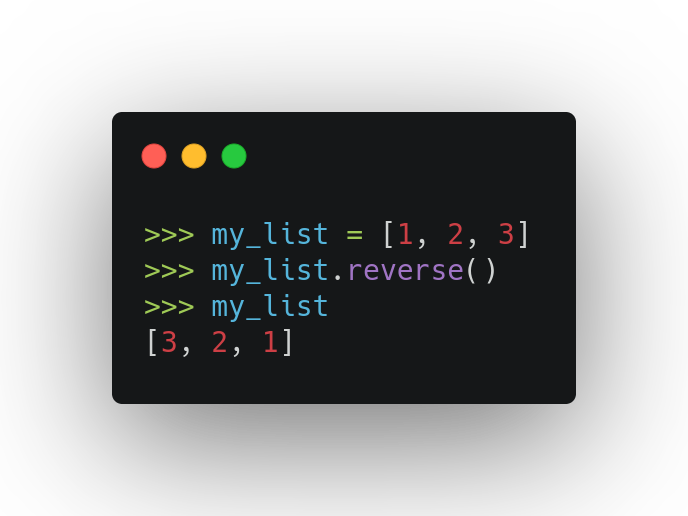 >>> my_list = [1, 2, 3]
>>> my_list.reverse()
>>> my_list
[3, 2, 1]